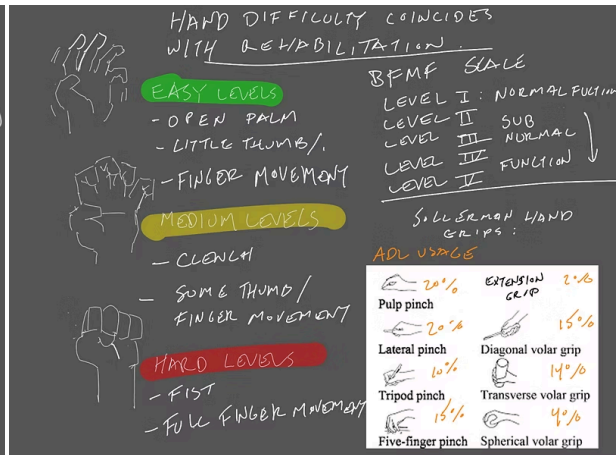 HAND DIFFICULTY COINCIDES
WITH REHABILITATION.
EASY LEVELS
- OPEN PALM
- LITTLE THUMB/.
- FINGER MOVEMENT
MEDIUM LEVELS
- CLENCH
- SOME THUMB/
FINGER MOVEMENT
HARD LEVELS
- FIST
- FULL FINGER MOVEMENT
BFMF SCALE
LEVEL I: NORMAL FUCTION
LEVEL II SUB
LEVEL III NORMAL
LEVEL IV FUNCTION
LEVEL V
SOLLERMAN HAND
GRIPS:
ADL USAGE
20%
Pulp pinch
EXTENSION
GRIP
2%
20%
Lateral pinch
15%
Diagonal volar grip
10%
Tripod pinch
14%
Transverse volar grip
15%
Five-finger pinch
4%
Spherical volar grip